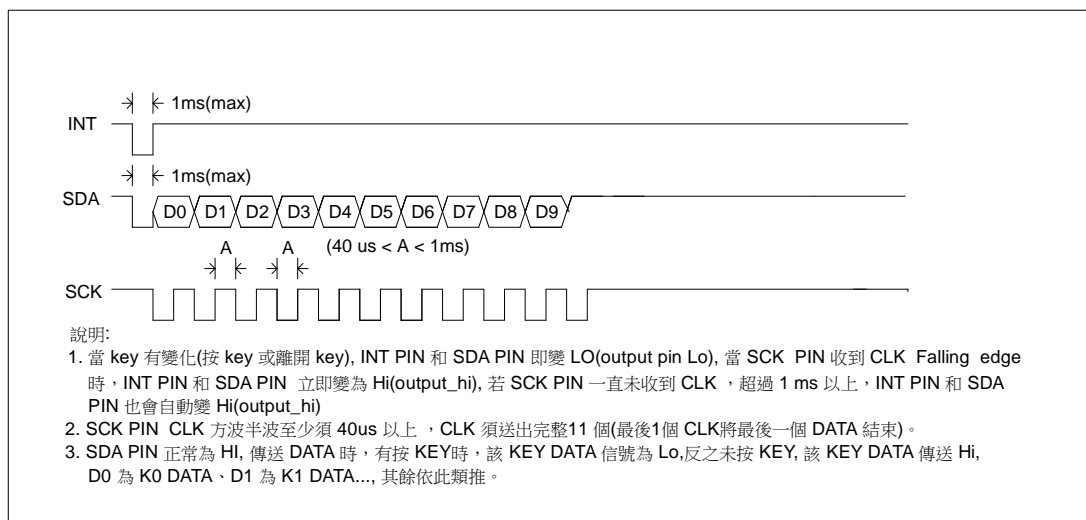 1ms(max)
INT
1ms(max)
SDA
D0 D1 D2 D3 D4 D5 D6 D7 D8 D9
A A (40 us < A < 1ms)
SCK
說明:
1. 當 key 有變化(按 key 或離開 key), INT PIN 和 SDA PIN 即變 LO(output pin Lo), 當 SCK PIN 收到 CLK Falling edge
時，INT PIN 和 SDA PIN 立即變為 Hi(output_hi), 若 SCK PIN 一直未收到 CLK ，超過 1 ms 以上，INT PIN 和 SDA
PIN 也會自動變 Hi(output_hi)
2. SCK PIN CLK 方波半波至少須 40us 以上 ，CLK 須送出完整11 個(最後1個 CLK將最後一個 DATA 結束)。
3. SDA PIN 正常為 HI, 傳送 DATA 時，有按 KEY時，該 KEY DATA 信號為 Lo,反之未按 KEY, 該 KEY DATA 傳送 Hi,
D0 為 K0 DATA、D1 為 K1 DATA..., 其餘依此類推。